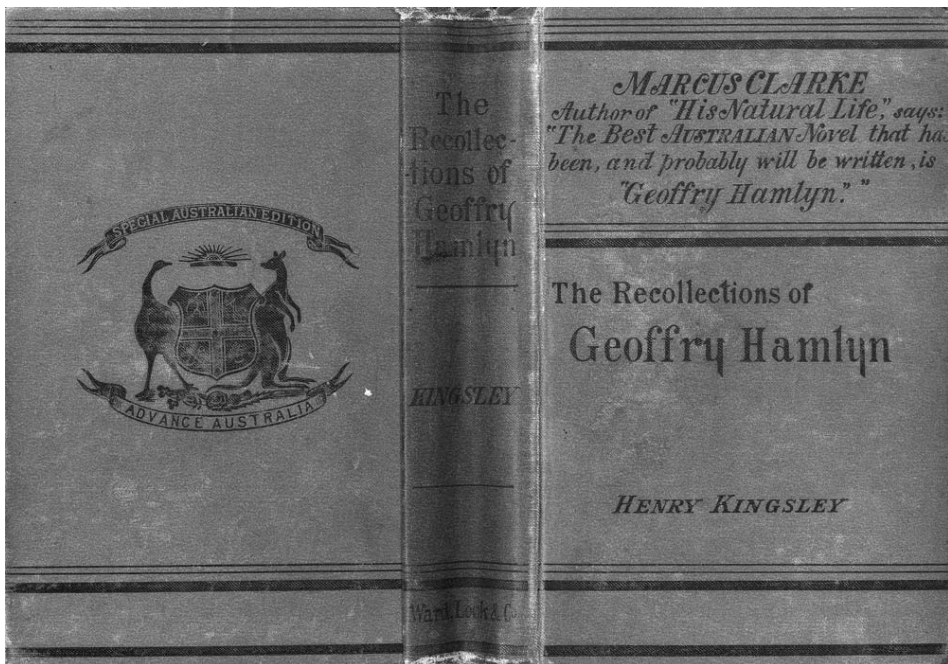 SPECIAL AUSTRALIAN EDITION
ADVANCE AUSTRALIA
The
Recollec-
tions of
Geoffry
Hamlyn
KINGSLEY
Ward, Lock & Co
MARCUS CLARKE
Author of "His Natural Life," says:
"The Best AUSTRALIAN Novel that has
been, and probably will be written, is
"Geoffry Hamlyn." "
The Recollections of
Geoffry Hamlyn
HENRY KINGSLEY